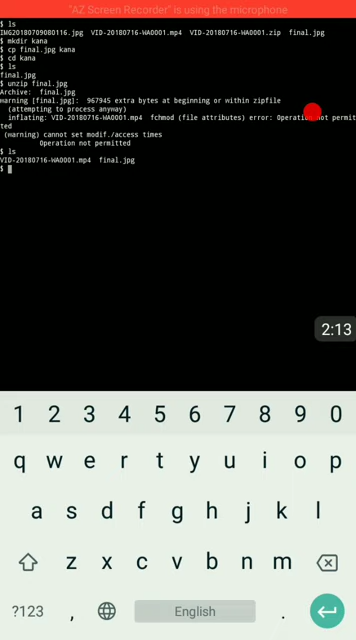 "AZ Screen Recorder" is using the microphone
$ ls
IMG20180709080116.jpg  VID-20180716-WA0001.mp4  VID-20180716-WA0001.zip  final.jpg
$ mkdir kana
$ cp final.jpg kana
$ cd kana
$ ls
final.jpg
$ unzip final.jpg
Archive:  final.jpg
warning [final.jpg]:  967945 extra bytes at beginning or within zipfile
(attempting to process anyway)
inflating: VID-20180716-WA0001.mp4  fchmod (file attributes) error: Operation not permit
ted
(warning) cannot set modif./access times
Operation not permitted
$ ls
VID-20180716-WA0001.mp4  final.jpg
$
2:13
1 2 3 4 5 6 7 8 9 0
q w e r t y u i o p
a s d f g h j k l
z x c v b n m
?123 , English .